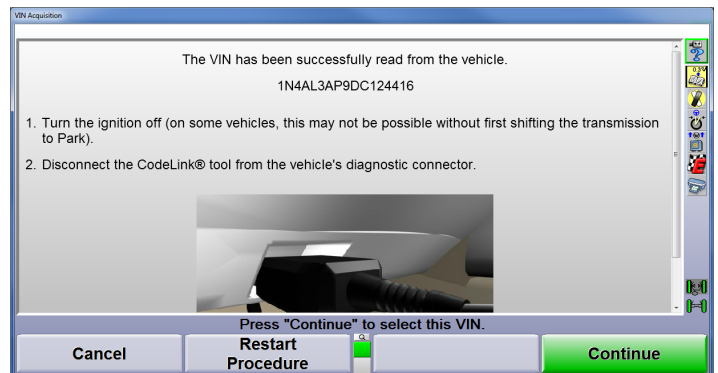 VIN Acquisition
The VIN has been successfully read from the vehicle.
1N4AL3AP9DC124416
1. Turn the ignition off (on some vehicles, this may not be possible without first shifting the transmission
to Park).
2. Disconnect the CodeLink® tool from the vehicle's diagnostic connector.
Press "Continue" to select this VIN.
Cancel
Restart
Procedure
Continue